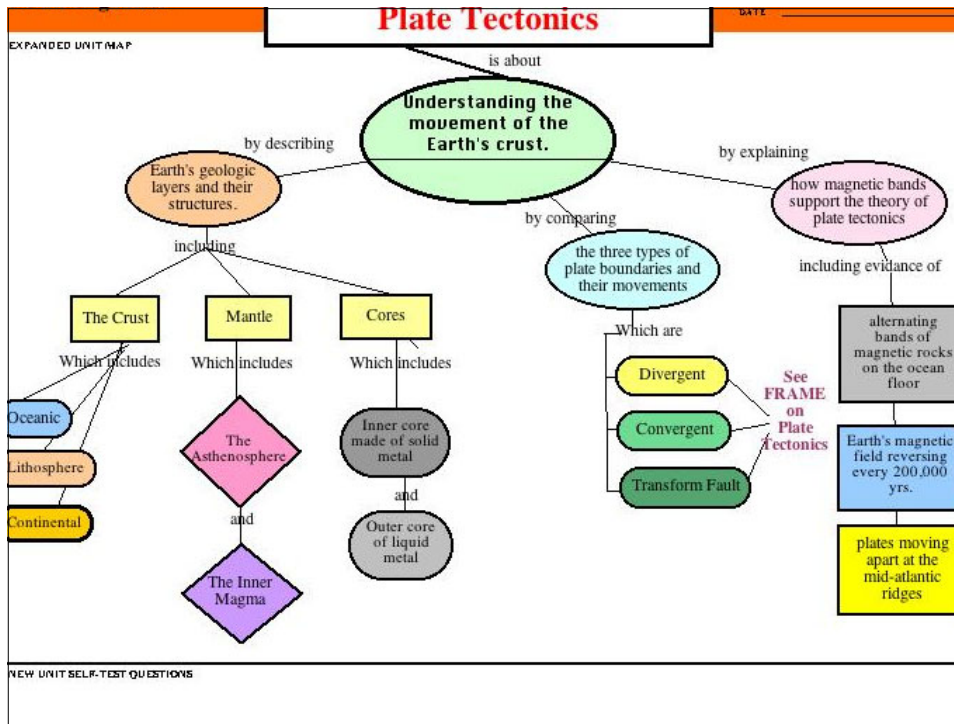 Plate Tectonics
DATE
EXPANDED UNIT MAP
is about
Understanding the
movement of the
Earth's crust.
by describing
Earth's geologic
layers and their
structures.
including
The Crust
Mantle
Cores
Which includes
Which includes
Which includes
Oceanic
Lithosphere
Continental
The
Asthenosphere
and
The Inner
Magma
Inner core
made of solid
metal
and
Outer core
of liquid
metal
by comparing
the three types of
plate boundaries and
their movements
Which are
Divergent
Convergent
Transform Fault
See
FRAME
on
Plate
Tectonics
by explaining
how magnetic bands
support the theory of
plate tectonics
including evidence of
alternating
bands of
magnetic rocks
on the ocean
floor
Earth's magnetic
field reversing
every 200,000
yrs.
plates moving
apart at the
mid-atlantic
ridges
NEW UNIT SELF-TEST QUESTIONS